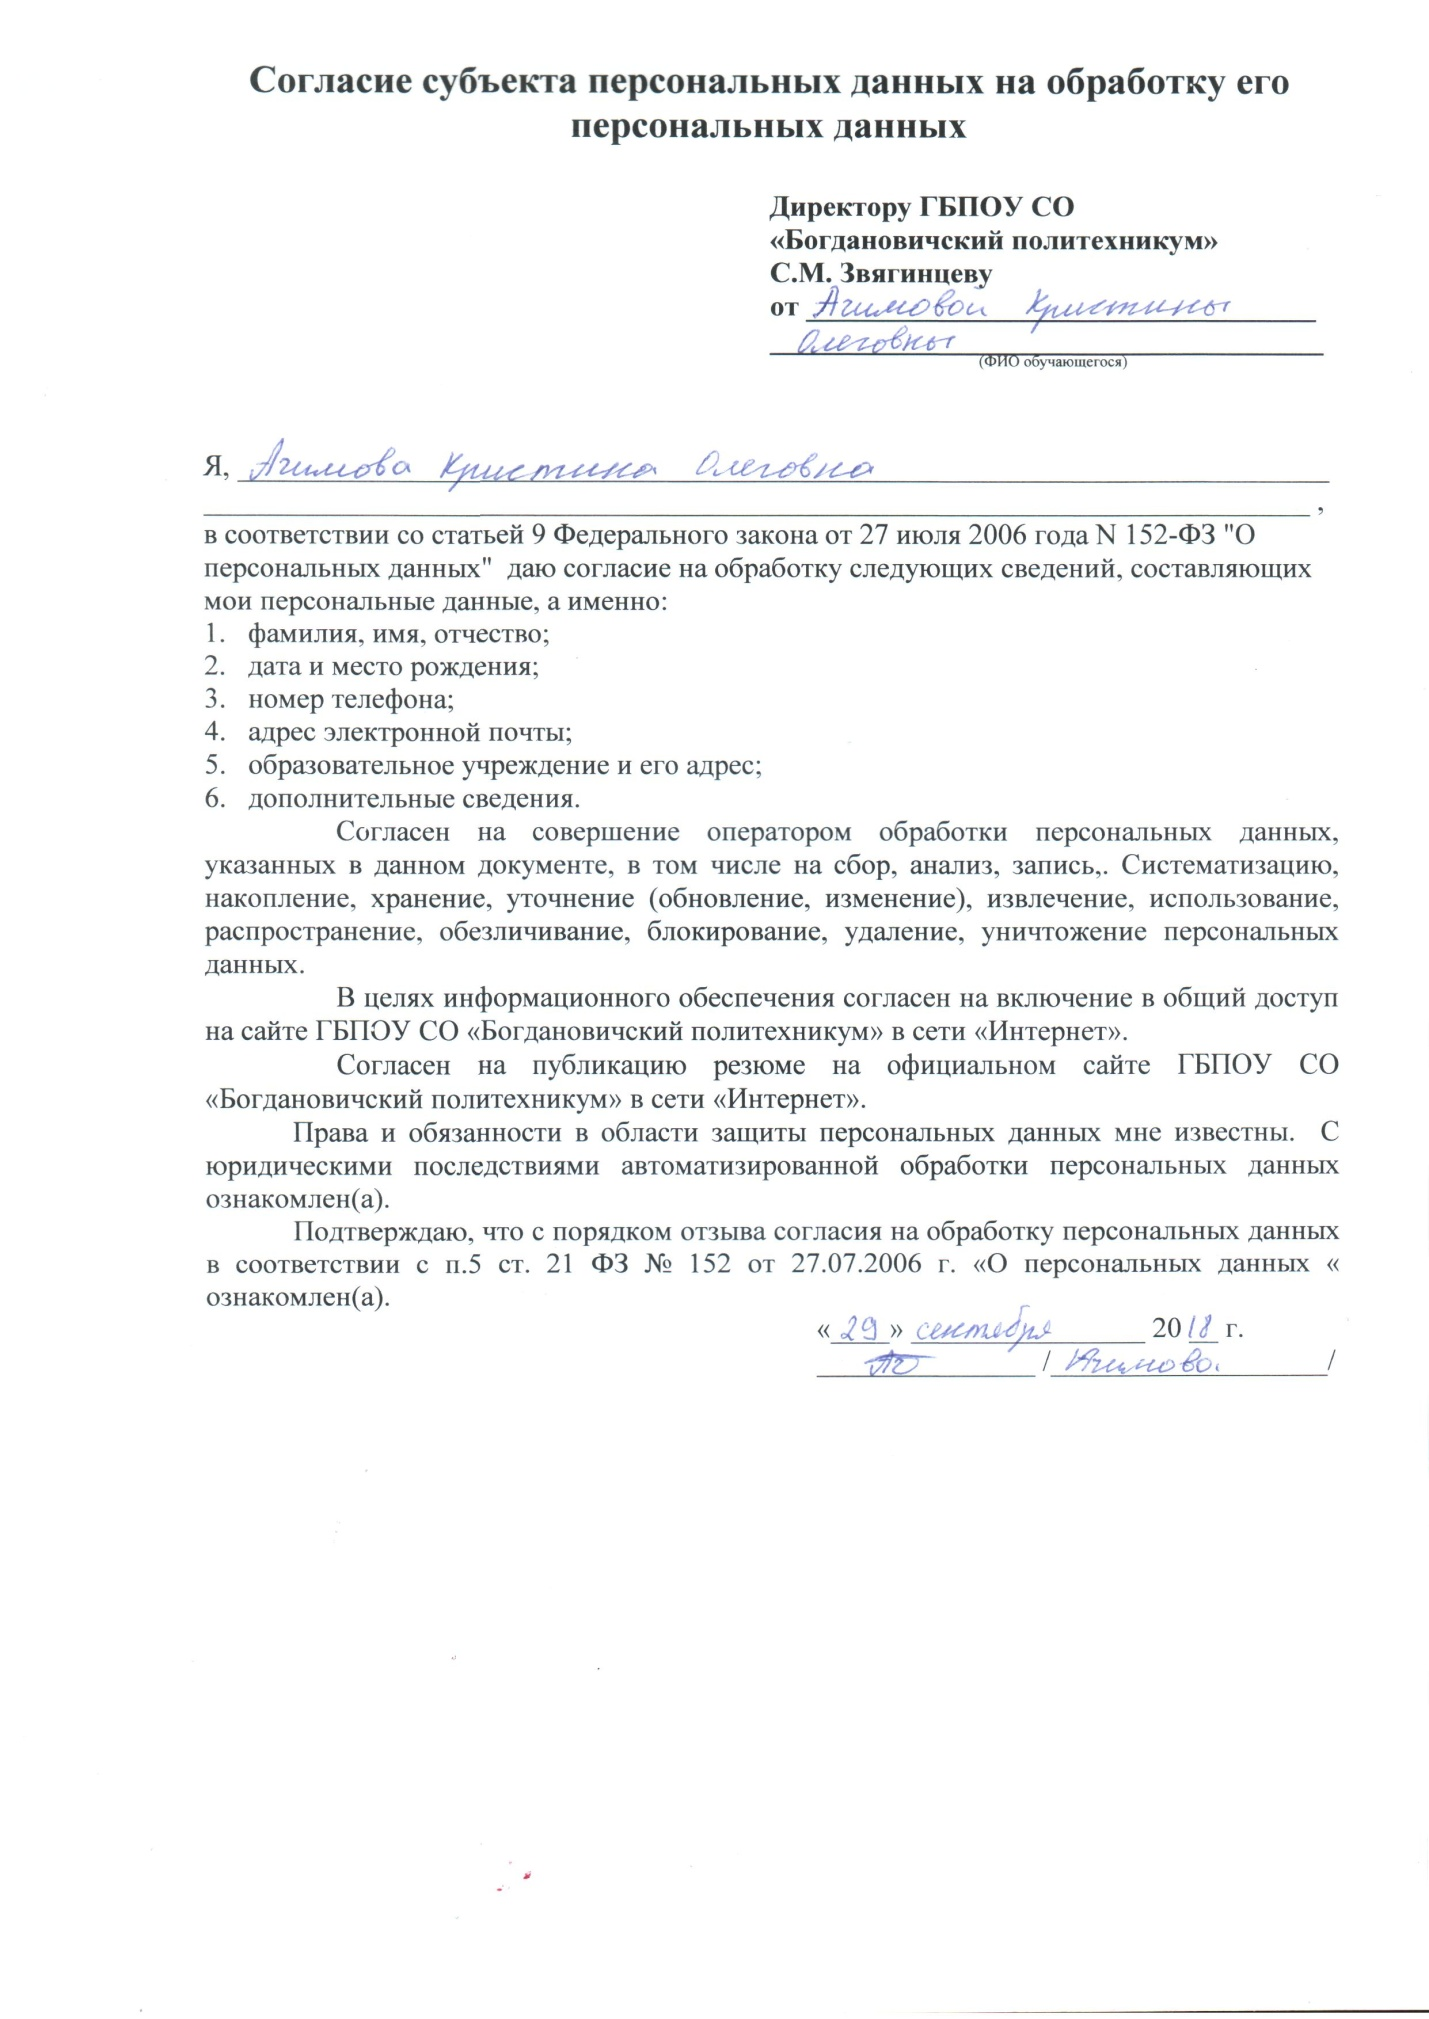 Согласие субъекта персональных данных на обработку его
персональных данных
Директору ГБПОУ СО
«Богдановичский политехникум»
С.М. Звягинцеву
от Агимовой Кристины
Олеговны
(ФИО обучающегося)
Я, Агимова Кристина Олеговна
,
в соответствии со статьей 9 Федерального закона от 27 июля 2006 года N 152-ФЗ "О
персональных данных" даю согласие на обработку следующих сведений, составляющих
мои персональные данные, а именно:
1. фамилия, имя, отчество;
2. дата и место рождения;
3. номер телефона;
4. адрес электронной почты;
5. образовательное учреждение и его адрес;
6. дополнительные сведения.
Согласен на совершение оператором обработки персональных данных,
указанных в данном документе, в том числе на сбор, анализ, запись,. Систематизацию,
накопление, хранение, уточнение (обновление, изменение), извлечение, использование,
распространение, обезличивание, блокирование, удаление, уничтожение персональных
данных.
В целях информационного обеспечения согласен на включение в общий доступ
на сайте ГБПОУ СО «Богдановичский политехникум» в сети «Интернет».
Согласен на публикацию резюме на официальном сайте ГБПОУ СО
«Богдановичский политехникум» в сети «Интернет».
Права и обязанности в области защиты персональных данных мне известны. С
юридическими последствиями автоматизированной обработки персональных данных
ознакомлен(а).
Подтверждаю, что с порядком отзыва согласия на обработку персональных данных
в соответствии с п.5 ст. 21 ФЗ № 152 от 27.07.2006 г. «О персональных данных «
ознакомлен(а).
«29» сентября 2018 г.
/ Агимова /